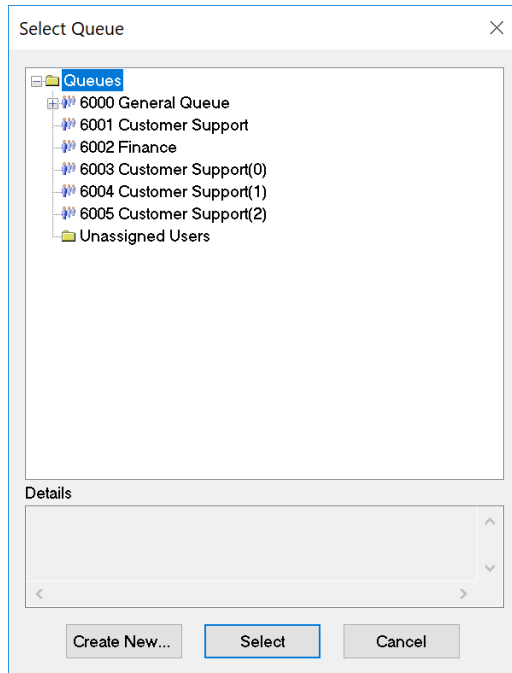 Select Queue
Queues
6000 General Queue
6001 Customer Support
6002 Finance
6003 Customer Support(0)
6004 Customer Support(1)
6005 Customer Support(2)
Unassigned Users
Details
Create New... Select Cancel